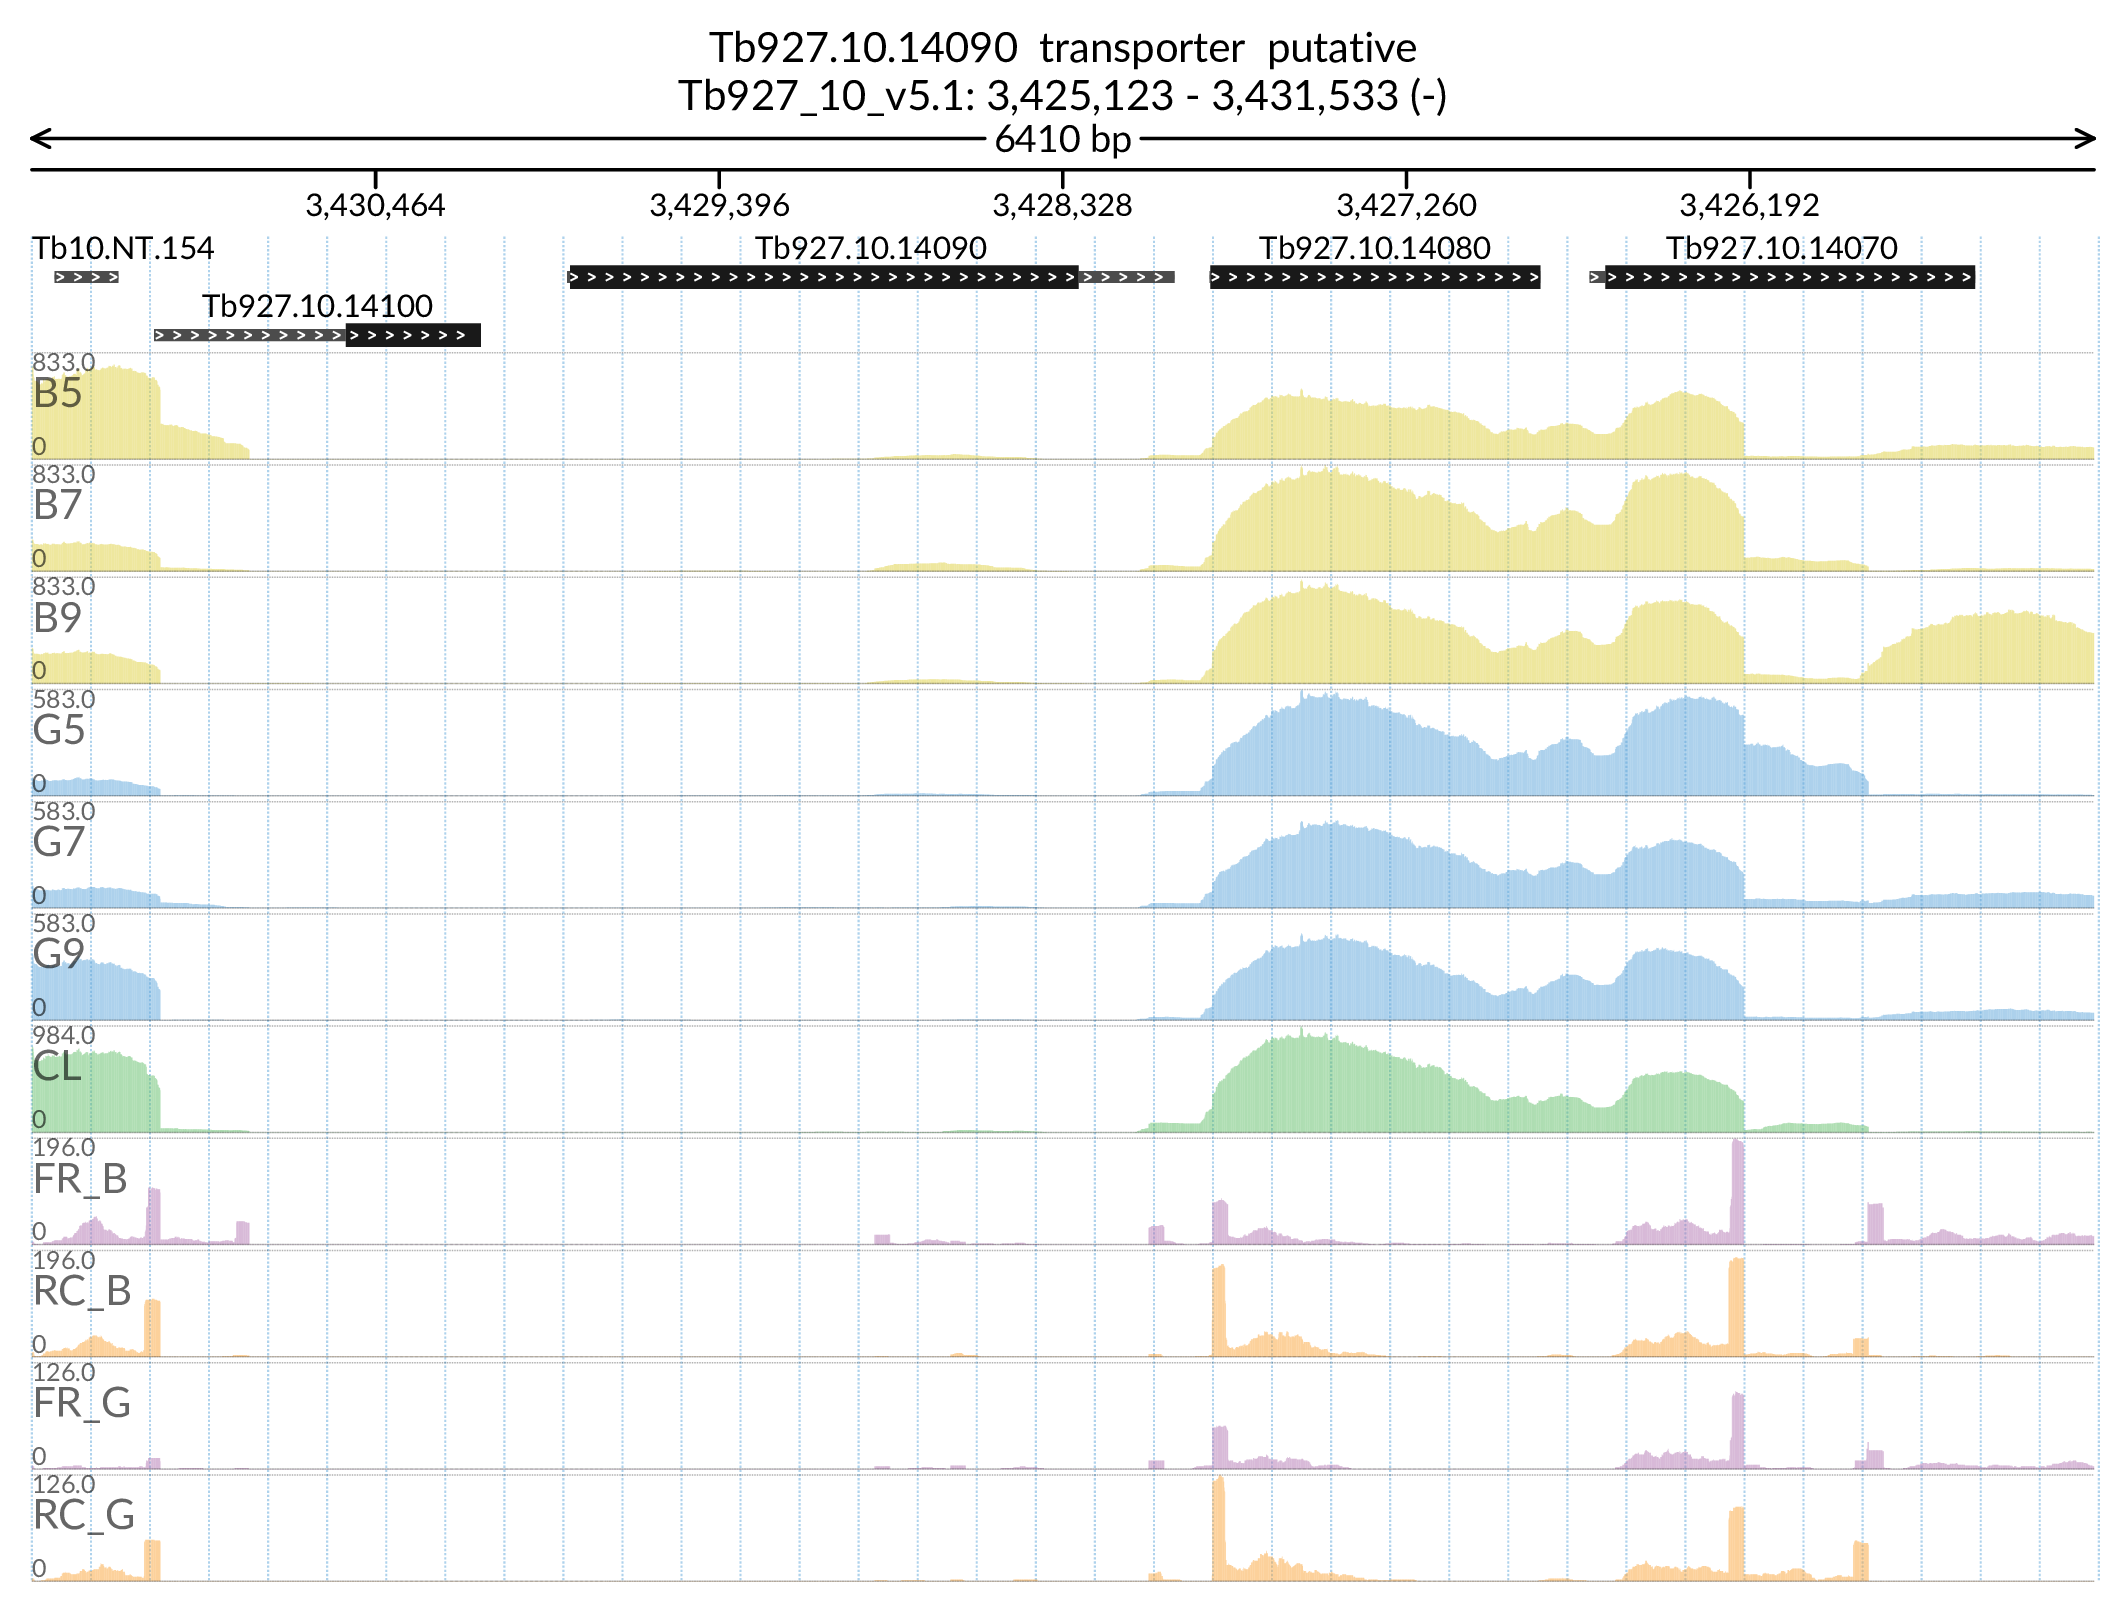 Tb927.10.14090 transporter putative
Tb927_10_v5.1: 3,425,123 - 3,431,533 (-)
6410 bp
3,430,464 3,429,396 3,428,328 3,427,260 3,426,192
Tb10.NT.154 Tb927.10.14090 Tb927.10.14080 Tb927.10.14070
Tb927.10.14100
833.0
B5
0
833.0
B7
0
833.0
B9
0
583.0
G5
0
583.0
G7
0
583.0
G9
0
984.0
CL
0
196.0
FR_B
0
196.0
RC_B
0
126.0
FR_G
0
126.0
RC_G
0